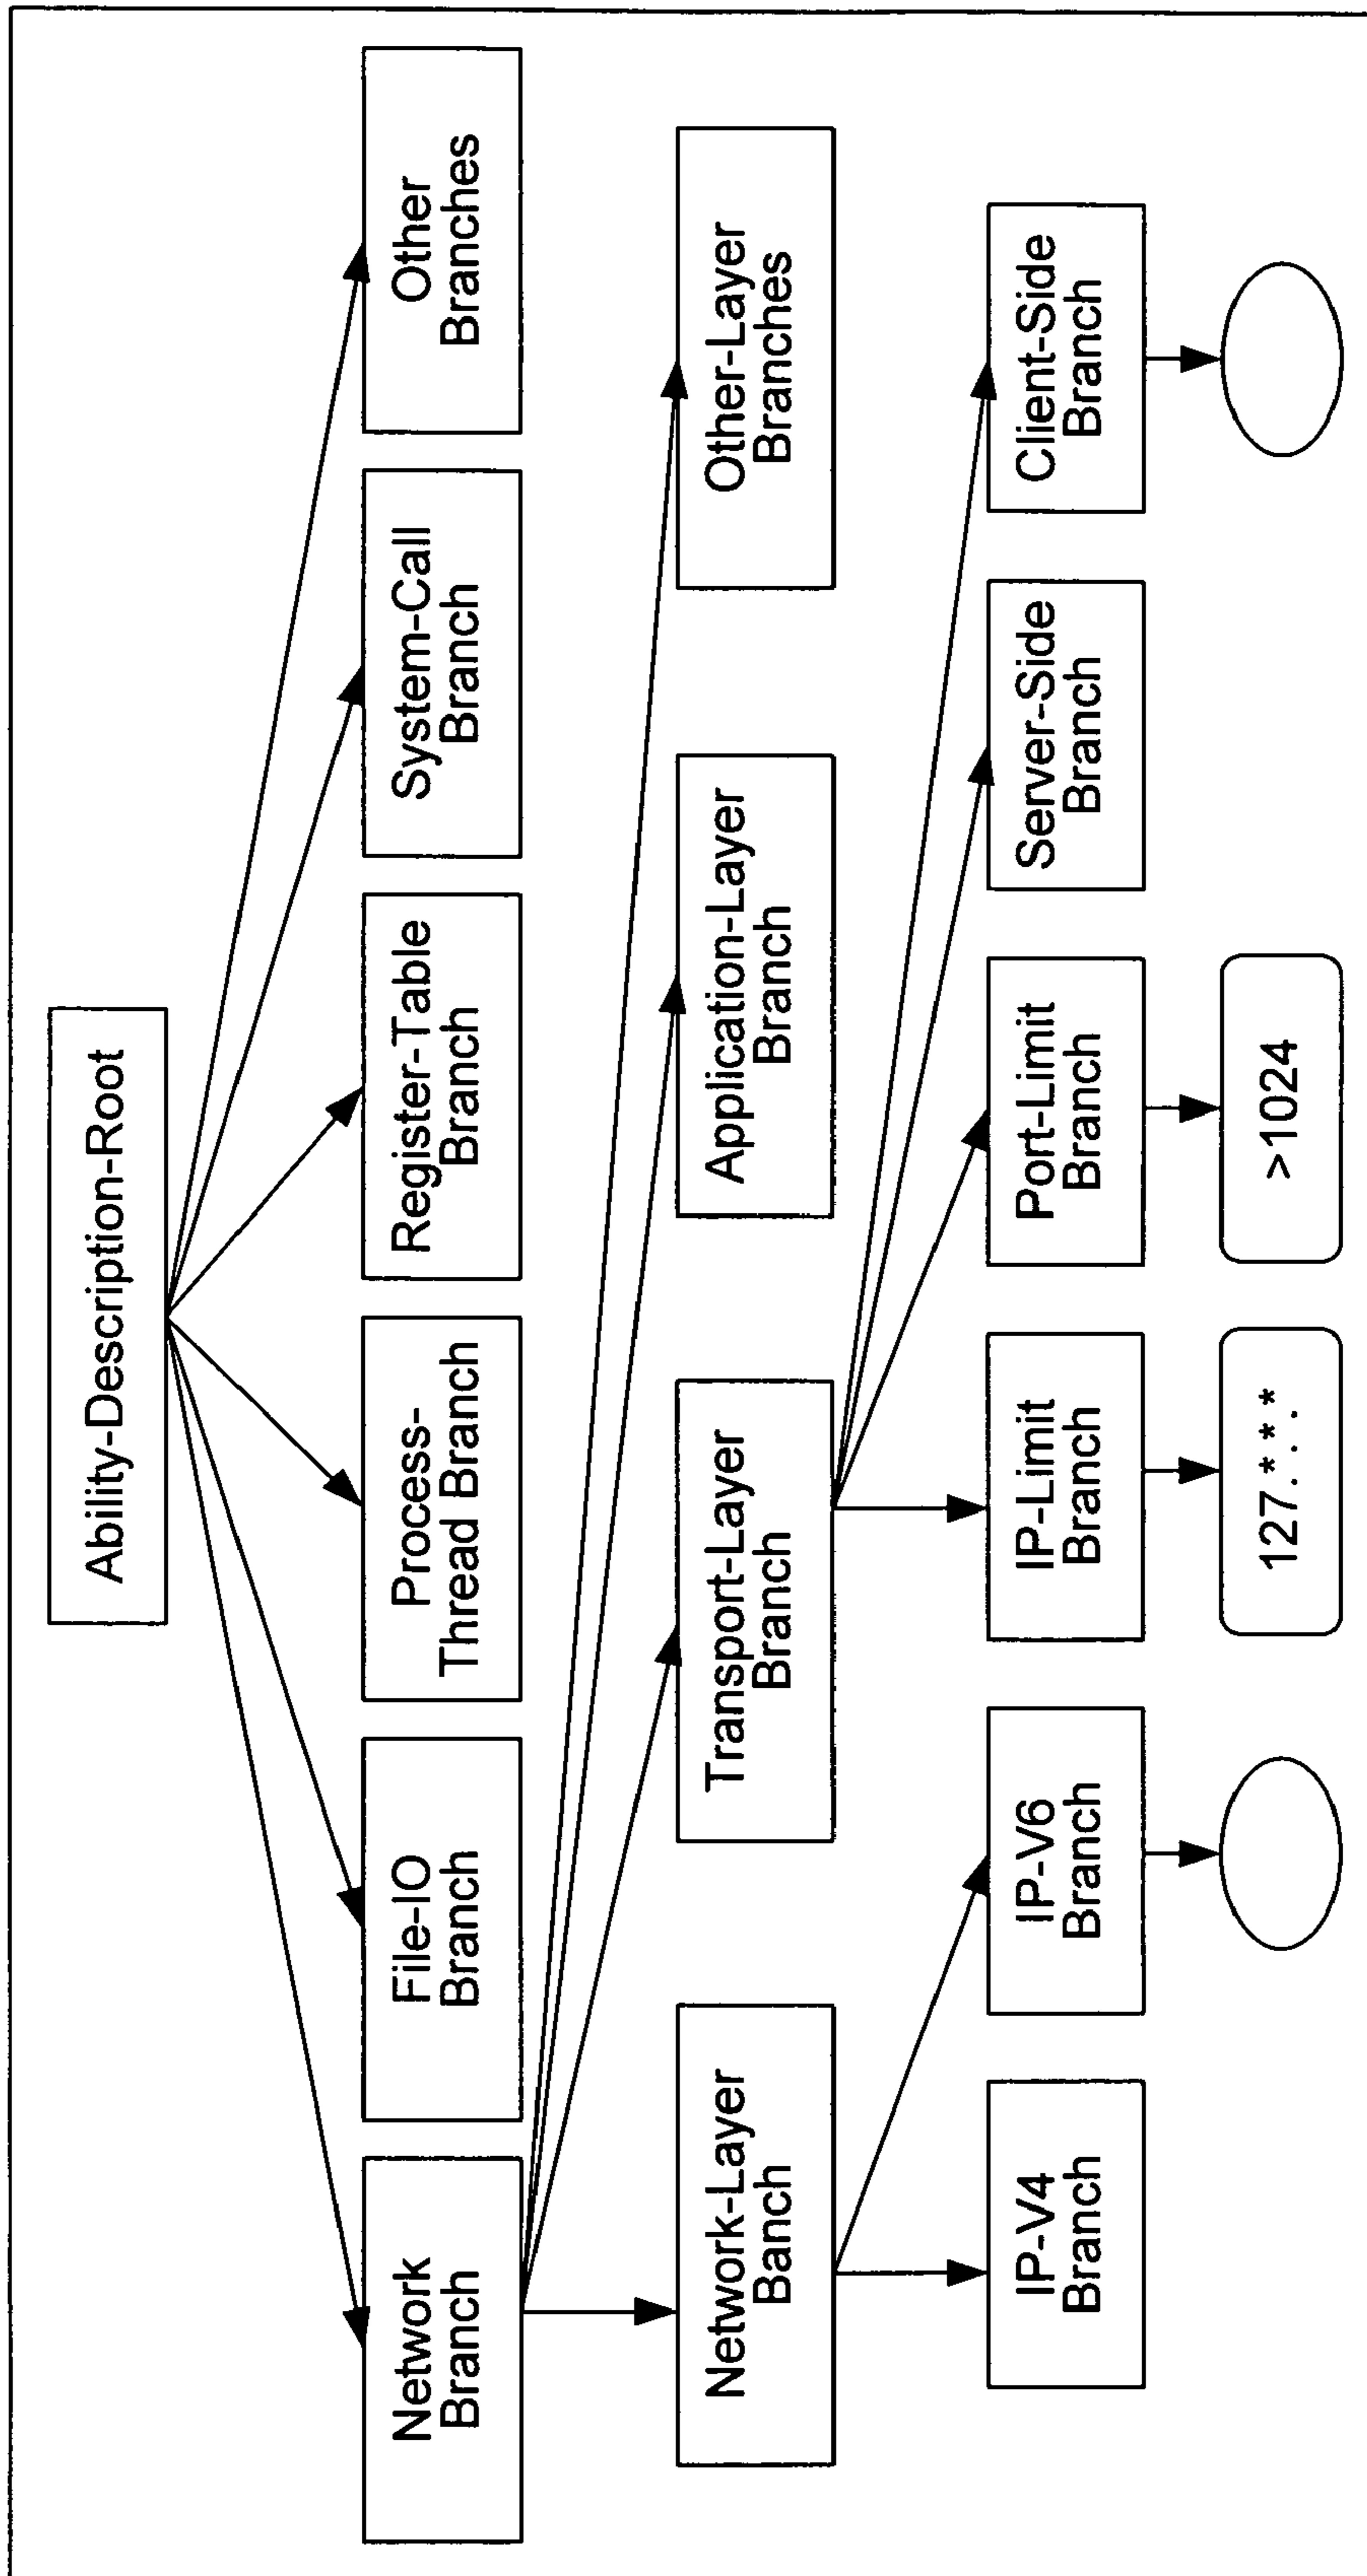 Ability-Description-Root
Network
Branch
File-IO
Branch
Process-
Thread Branch
Register-Table
Branch
System-Call
Branch
Other
Branches
Network-Layer
Banch
Transport-Layer
Branch
Application-Layer
Branch
Other-Layer
Branches
IP-V4
Branch
IP-V6
Branch
IP-Limit
Branch
Port-Limit
Branch
Server-Side
Branch
Client-Side
Branch
127.*.*.*
>1024